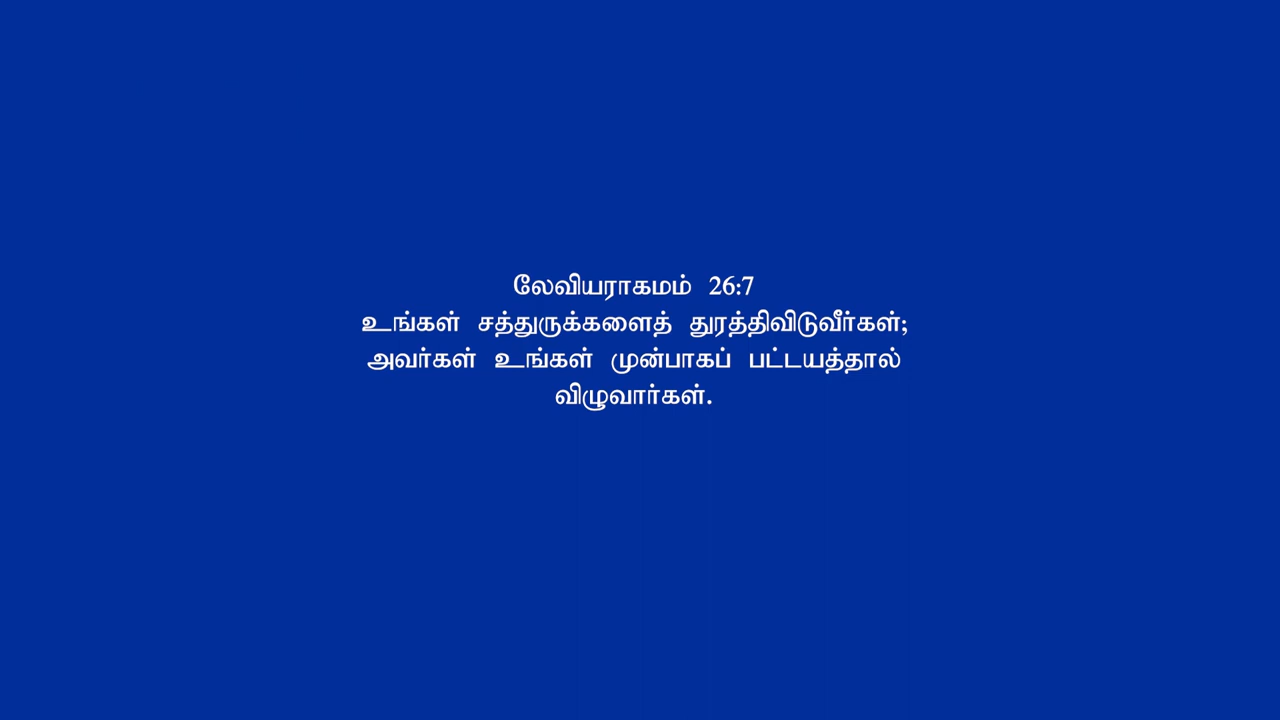 லேவியராகமம் 26:7
உங்கள் சத்துருக்களைத் துரத்திவிடுவீர்கள்;
அவர்கள் உங்கள் முன்பாகப் பட்டயத்தால்
விழுவார்கள்.